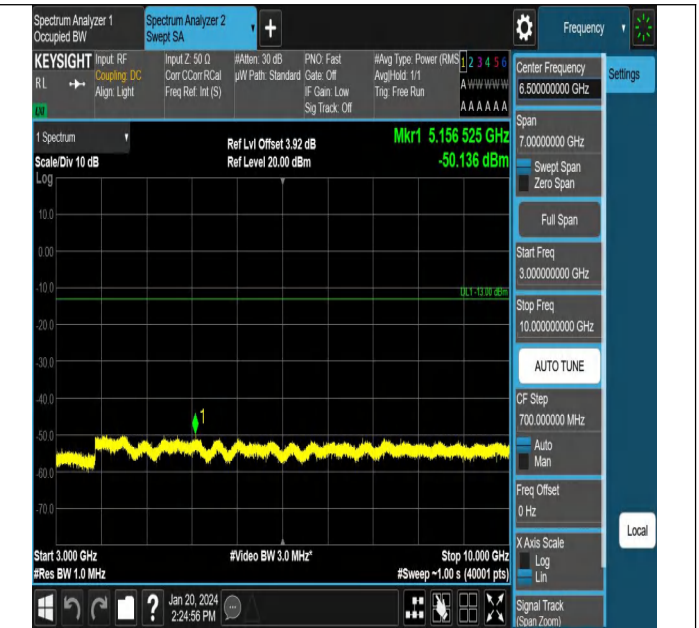 Spectrum Analyzer 1
Occupied BW
Spectrum Analyzer 2
Swept SA
Frequency
KEYSIGHT
RL
Input: RF
Coupling: DC
Align: Light
Input Z: 50 Ω
Corr CCorr RCal
Freq Ref: Int (S)
#Atten: 30 dB
µW Path: Standard
PNO: Fast
Gate: Off
IF Gain: Low
Sig Track: Off
#Avg Type: Power (RMS
Avg|Hold: 1/1
Trig: Free Run
1 2 3 4 5 6
A W W W W W
A A A A A A
Center Frequency
6.500000000 GHz
Settings
Span
7.00000000 GHz
Swept Span
Zero Span
Full Span
Start Freq
3.000000000 GHz
Stop Freq
10.000000000 GHz
AUTO TUNE
CF Step
700.000000 MHz
Auto
Man
Freq Offset
0 Hz
X Axis Scale
Log
Lin
Signal Track
(Span Zoom)
Local
1 Spectrum
Scale/Div 10 dB
Log
Ref Lvl Offset 3.92 dB
Ref Level 20.00 dBm
Mkr1 5.156 525 GHz
-50.136 dBm
10.0
0.00
-10.0
DL1 -13.00 dBm
-20.0
-30.0
-40.0
1
-50.0
-60.0
-70.0
Start 3.000 GHz
#Video BW 3.0 MHz*
Stop 10.000 GHz
#Res BW 1.0 MHz
#Sweep ~1.00 s (40001 pts)
Jan 20, 2024
2:24:56 PM